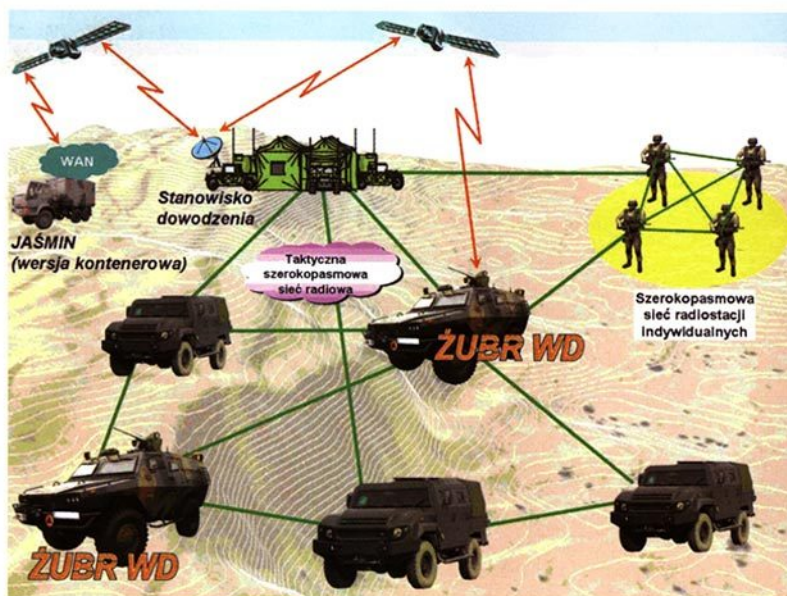 WAN
Stanowisko
dowodzenia
JAŚMIN
(wersja kontenerowa)
Taktyczna
szerokopasmowa
sieć radiowa
Szerokopasmowa
sieć radiostacji
indywidualnych
ŻUBR WD
ŻUBR WD